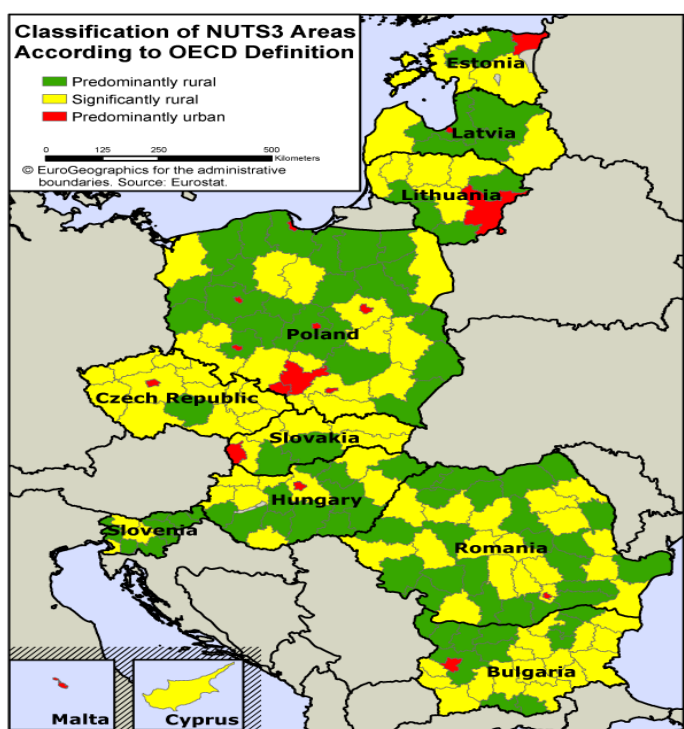 Classification of NUTS3 Areas
According to OECD Definition
Predominantly rural
Significantly rural
Predominantly urban
0 125 250 500
Kilometers
© EuroGeographics for the administrative
boundaries. Source: Eurostat.
Estonia
Latvia
Lithuania
Poland
Czech Republic
Slovakia
Hungary
Slovenia
Romania
Bulgaria
Malta
Cyprus